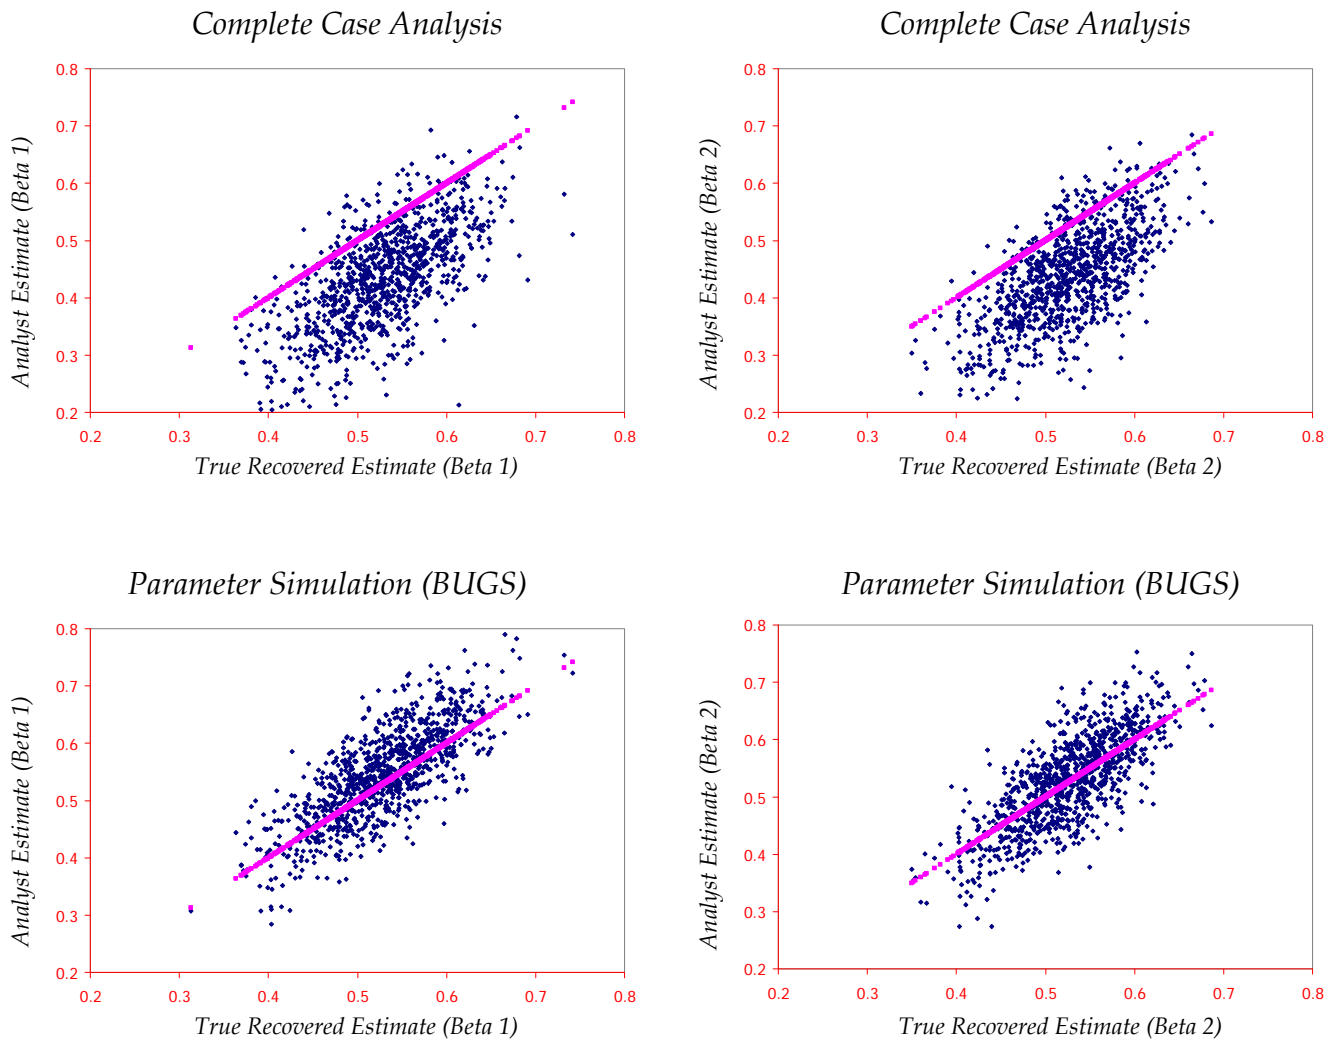 Complete Case Analysis
Analyst Estimate (Beta 1)
0.8
0.7
0.6
0.5
0.4
0.3
0.2
0.2 0.3 0.4 0.5 0.6 0.7 0.8
True Recovered Estimate (Beta 1)
Complete Case Analysis
Analyst Estimate (Beta 2)
0.8
0.7
0.6
0.5
0.4
0.3
0.2
0.2 0.3 0.4 0.5 0.6 0.7 0.8
True Recovered Estimate (Beta 2)
Parameter Simulation (BUGS)
Analyst Estimate (Beta 1)
0.8
0.7
0.6
0.5
0.4
0.3
0.2
0.2 0.3 0.4 0.5 0.6 0.7 0.8
True Recovered Estimate (Beta 1)
Parameter Simulation (BUGS)
Analyst Estimate (Beta 2)
0.8
0.7
0.6
0.5
0.4
0.3
0.2
0.2 0.3 0.4 0.5 0.6 0.7 0.8
True Recovered Estimate (Beta 2)